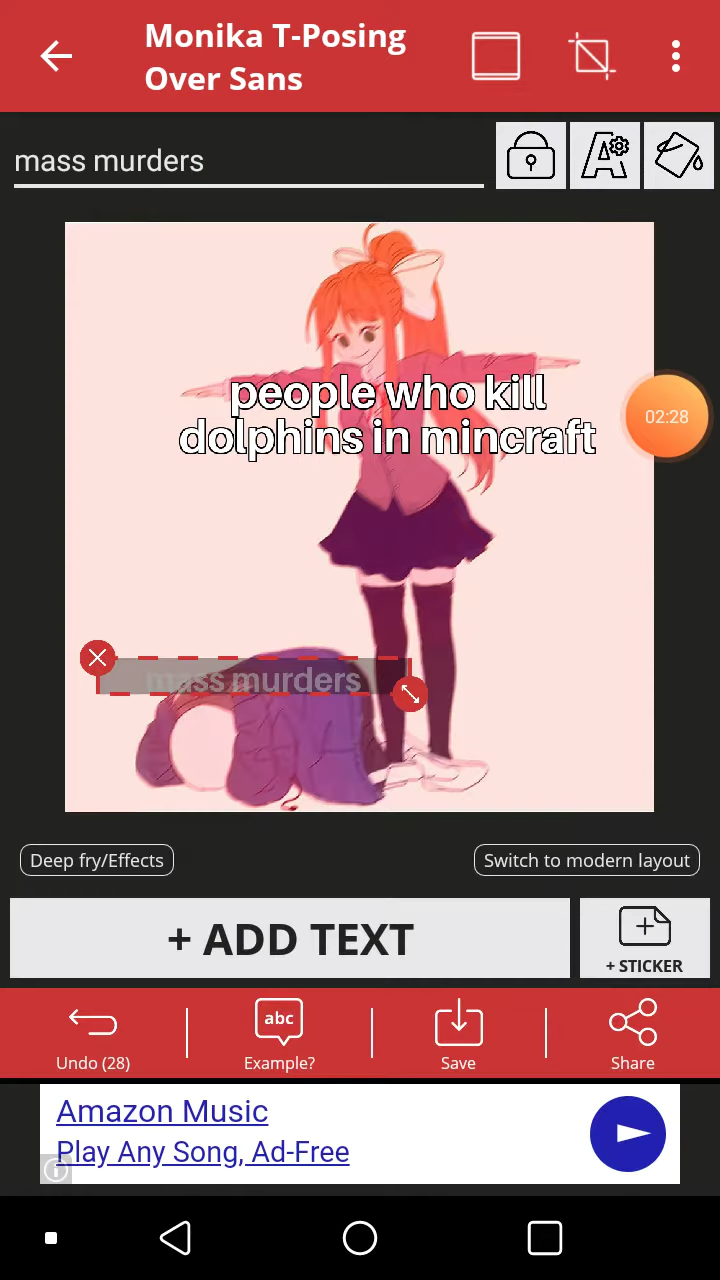 Monika T-Posing
Over Sans
mass murders
people who kill
dolphins in mincraft
02:28
mass murders
Deep fry/Effects
Switch to modern layout
+ ADD TEXT
+ STICKER
abc
Undo (28)
Example?
Save
Share
Amazon Music
Play Any Song, Ad-Free